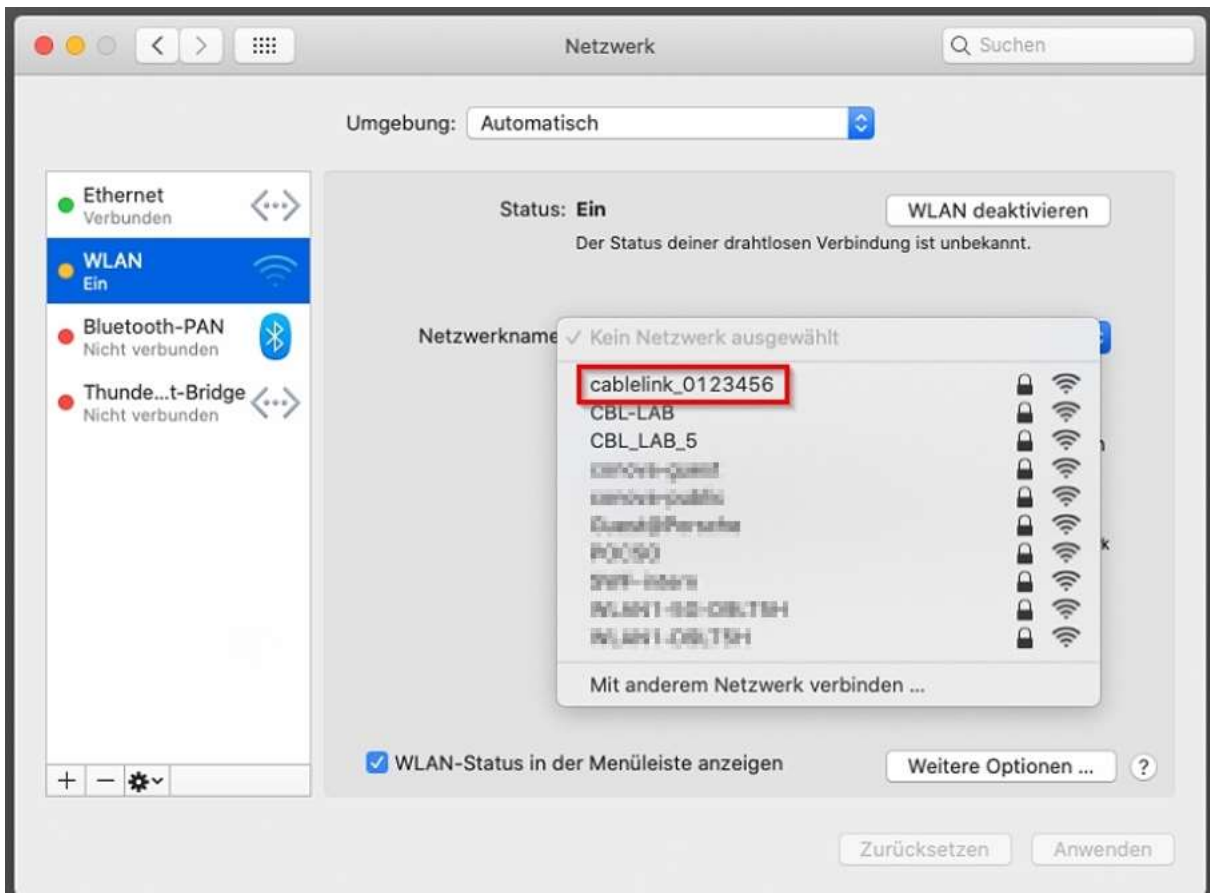 Netzwerk
Suchen
Umgebung: Automatisch
Ethernet
Verbunden
WLAN
Ein
Bluetooth-PAN
Nicht verbunden
Thunde...t-Bridge
Nicht verbunden
Status: Ein
WLAN deaktivieren
Der Status deiner drahtlosen Verbindung ist unbekannt.
Netzwerkname
✓ Kein Netzwerk ausgewählt
cablelink_0123456
CBL-LAB
CBL_LAB_5
Mit anderem Netzwerk verbinden ...
WLAN-Status in der Menüleiste anzeigen
Weitere Optionen ...
?
Zurücksetzen
Anwenden